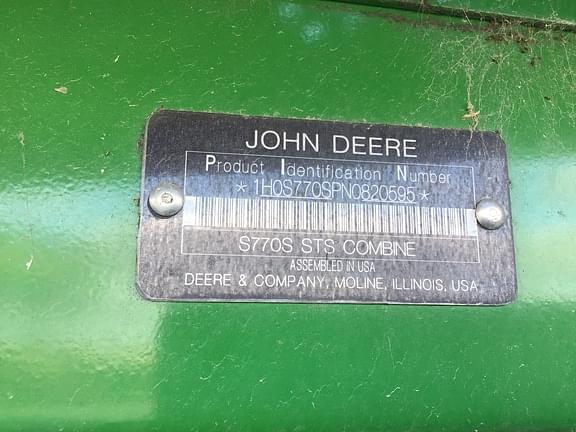 JOHN DEERE
Product Identification Number
*1H0S770SPN0820595*
S770S STS COMBINE
ASSEMBLED IN USA
DEERE & COMPANY, MOLINE, ILLINOIS, USA